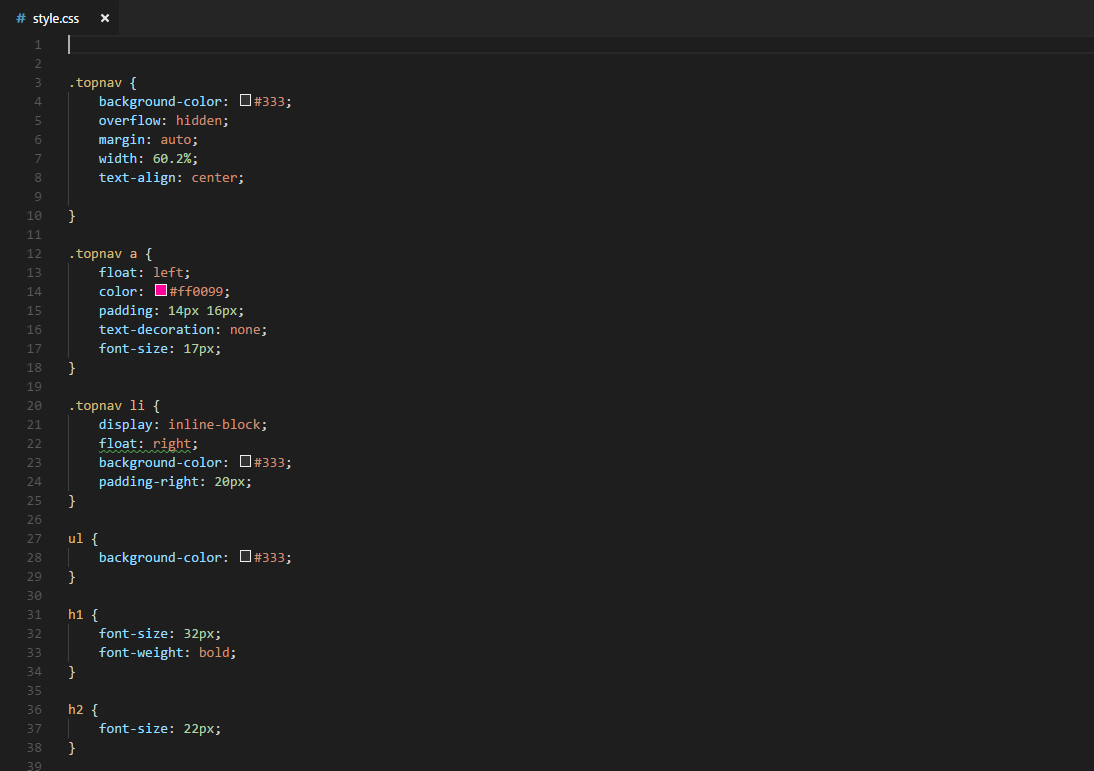 # style.css ×
1
2
3 .topnav {
4     background-color: #333;
5     overflow: hidden;
6     margin: auto;
7     width: 60.2%;
8     text-align: center;
9
10 }
11
12 .topnav a {
13     float: left;
14     color: #ff0099;
15     padding: 14px 16px;
16     text-decoration: none;
17     font-size: 17px;
18 }
19
20 .topnav li {
21     display: inline-block;
22     float: right;
23     background-color: #333;
24     padding-right: 20px;
25 }
26
27 ul {
28     background-color: #333;
29 }
30
31 h1 {
32     font-size: 32px;
33     font-weight: bold;
34 }
35
36 h2 {
37     font-size: 22px;
38 }
39